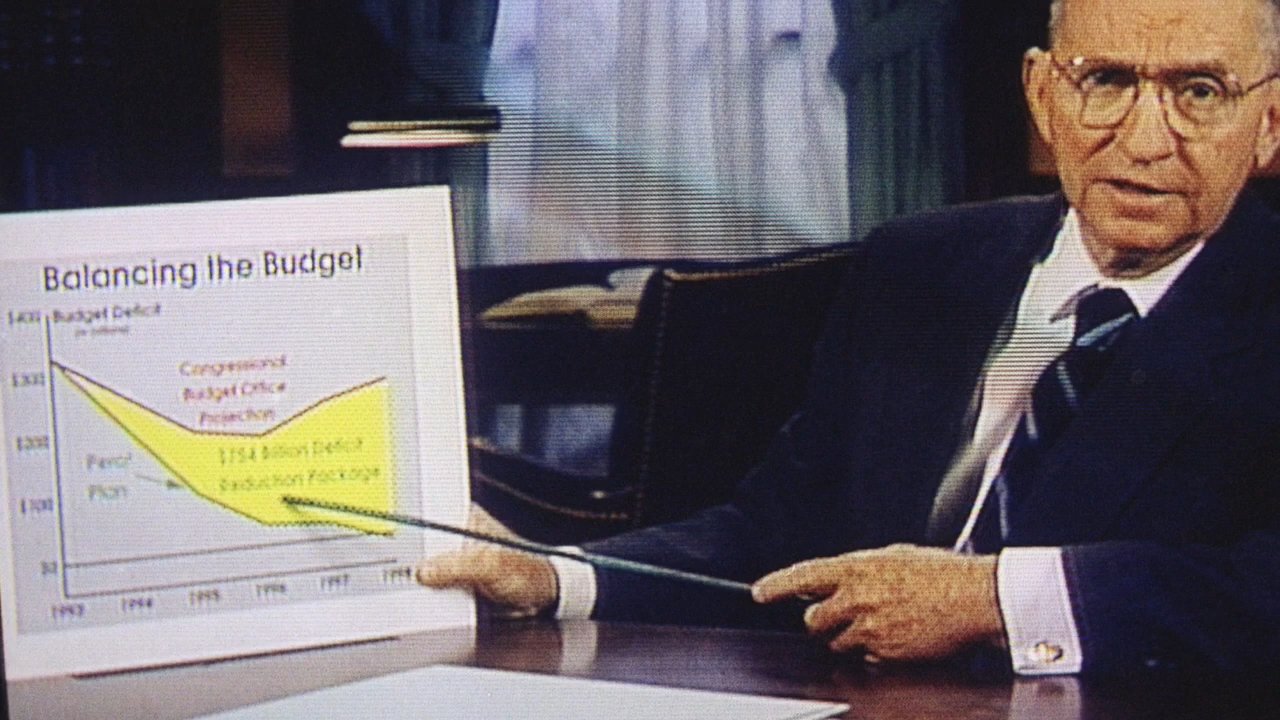 Balancing the Budget
$400 Budget Deficit
$300
Congressional
Budget Office
Projection
$200
$754 Billion Deficit
Reduction Package
Perot
Plan
$100
$0
1993 1994 1995 1996 1997 1998